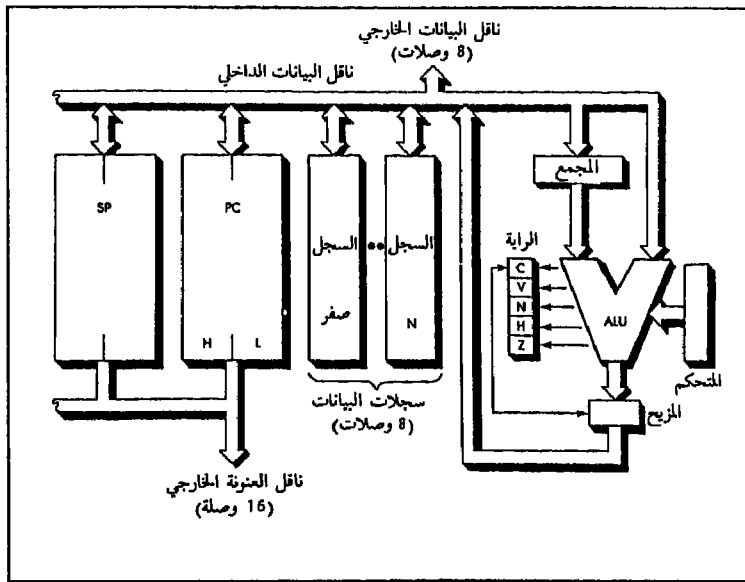 ناقل البيانات الخارجي
(8 وصلات)
ناقل البيانات الداخلي
المجمع
SP
PC
السجل
صفر
السجل
N
الراية
C
V
N
H
Z
ALU
المتحكم
H
L
سجلات البيانات
(8 وصلات)
المزيح
ناقل العنونة الخارجي
(16 وصلة)